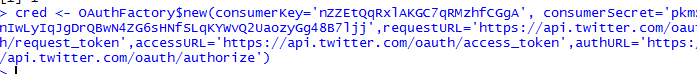 > cred <- OAuthFactory$new(consumerKey='nZZEtQqRxlAKGC7qRMzhfCGgA', consumerSecret='pkmz
nIwLyIqJgDrQBwN4ZG6sHNfSLqKYWvQ2UaozyGg48B7ljj',requestURL='https://api.twitter.com/oaut
h/request_token',accessURL='https://api.twitter.com/oauth/access_token',authURL='https:/
/api.twitter.com/oauth/authorize')
>